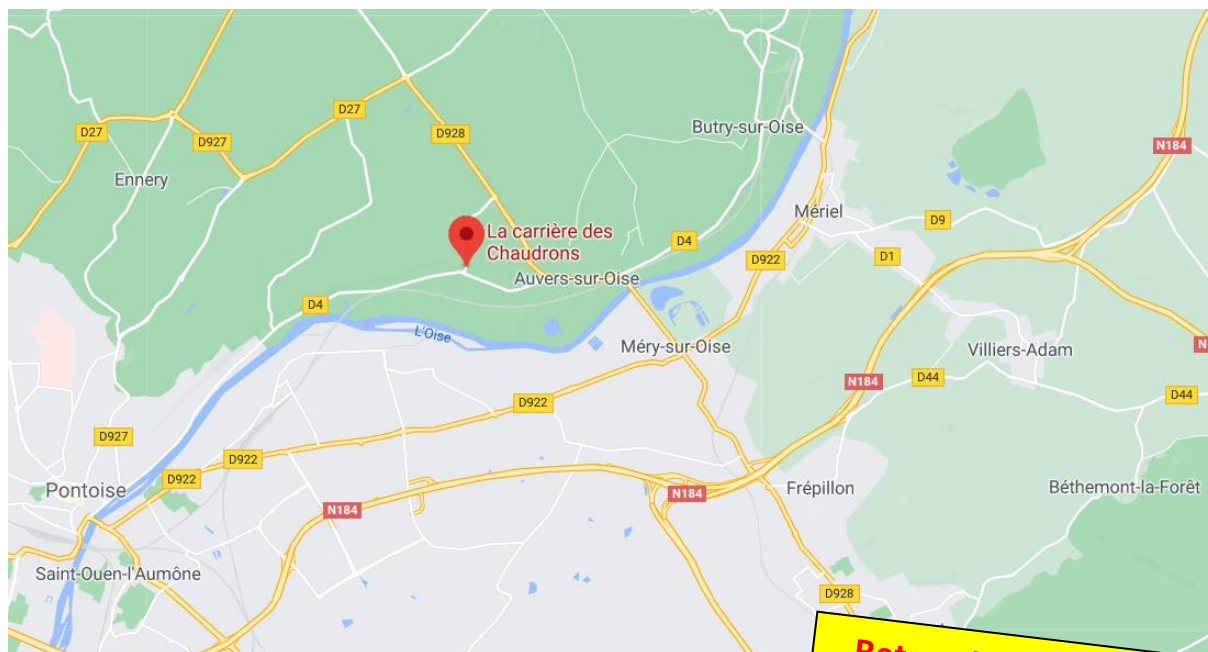 Butry-sur-Oise
D27
D27
D928
D927
N184
Ennery
Mériel
D9
La carrière des
Chaudrons
D4
D1
D922
Auvers-sur-Oise
D4
L'Oise
Méry-sur-Oise
Villiers-Adam
N184
D44
D44
D922
D927
D922
D922
Pontoise
N184
N184
Frépillon
Béthemont-la-Forêt
Saint-Ouen-l'Aumône
D928